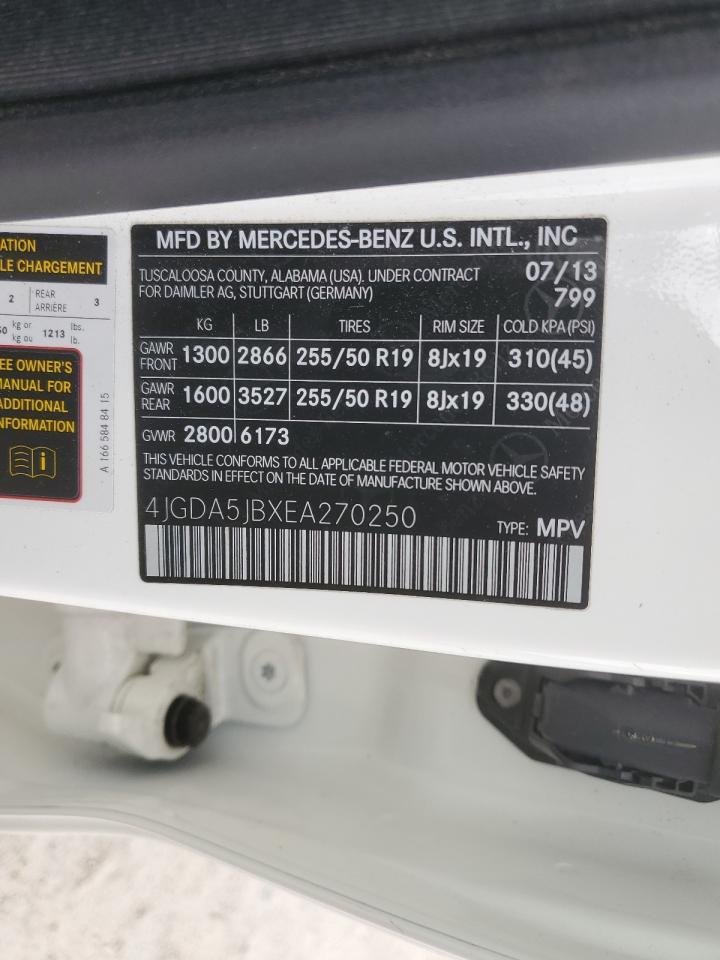 ATION
LE CHARGEMENT
2 REAR ARRIÈRE 3
kg or kg ou 1213 lbs. lb.
EE OWNER'S
MANUAL FOR
ADDITIONAL
FORMATION
A 166 584 84 15
MFD BY MERCEDES-BENZ U.S. INTL., INC
TUSCALOOSA COUNTY, ALABAMA (USA). UNDER CONTRACT 07/13
FOR DAIMLER AG, STUTTGART (GERMANY) 799
KG LB TIRES RIM SIZE COLD KPA(PSI)
GAWR FRONT 1300 2866 255/50 R19 8Jx19 310(45)
GAWR REAR 1600 3527 255/50 R19 8Jx19 330(48)
GVWR 2800 6173
THIS VEHICLE CONFORMS TO ALL APPLICABLE FEDERAL MOTOR VEHICLE SAFETY
STANDARDS IN EFFECT ON THE DATE OF MANUFACTURE SHOWN ABOVE.
4JGDA5JBXEA270250
TYPE: MPV